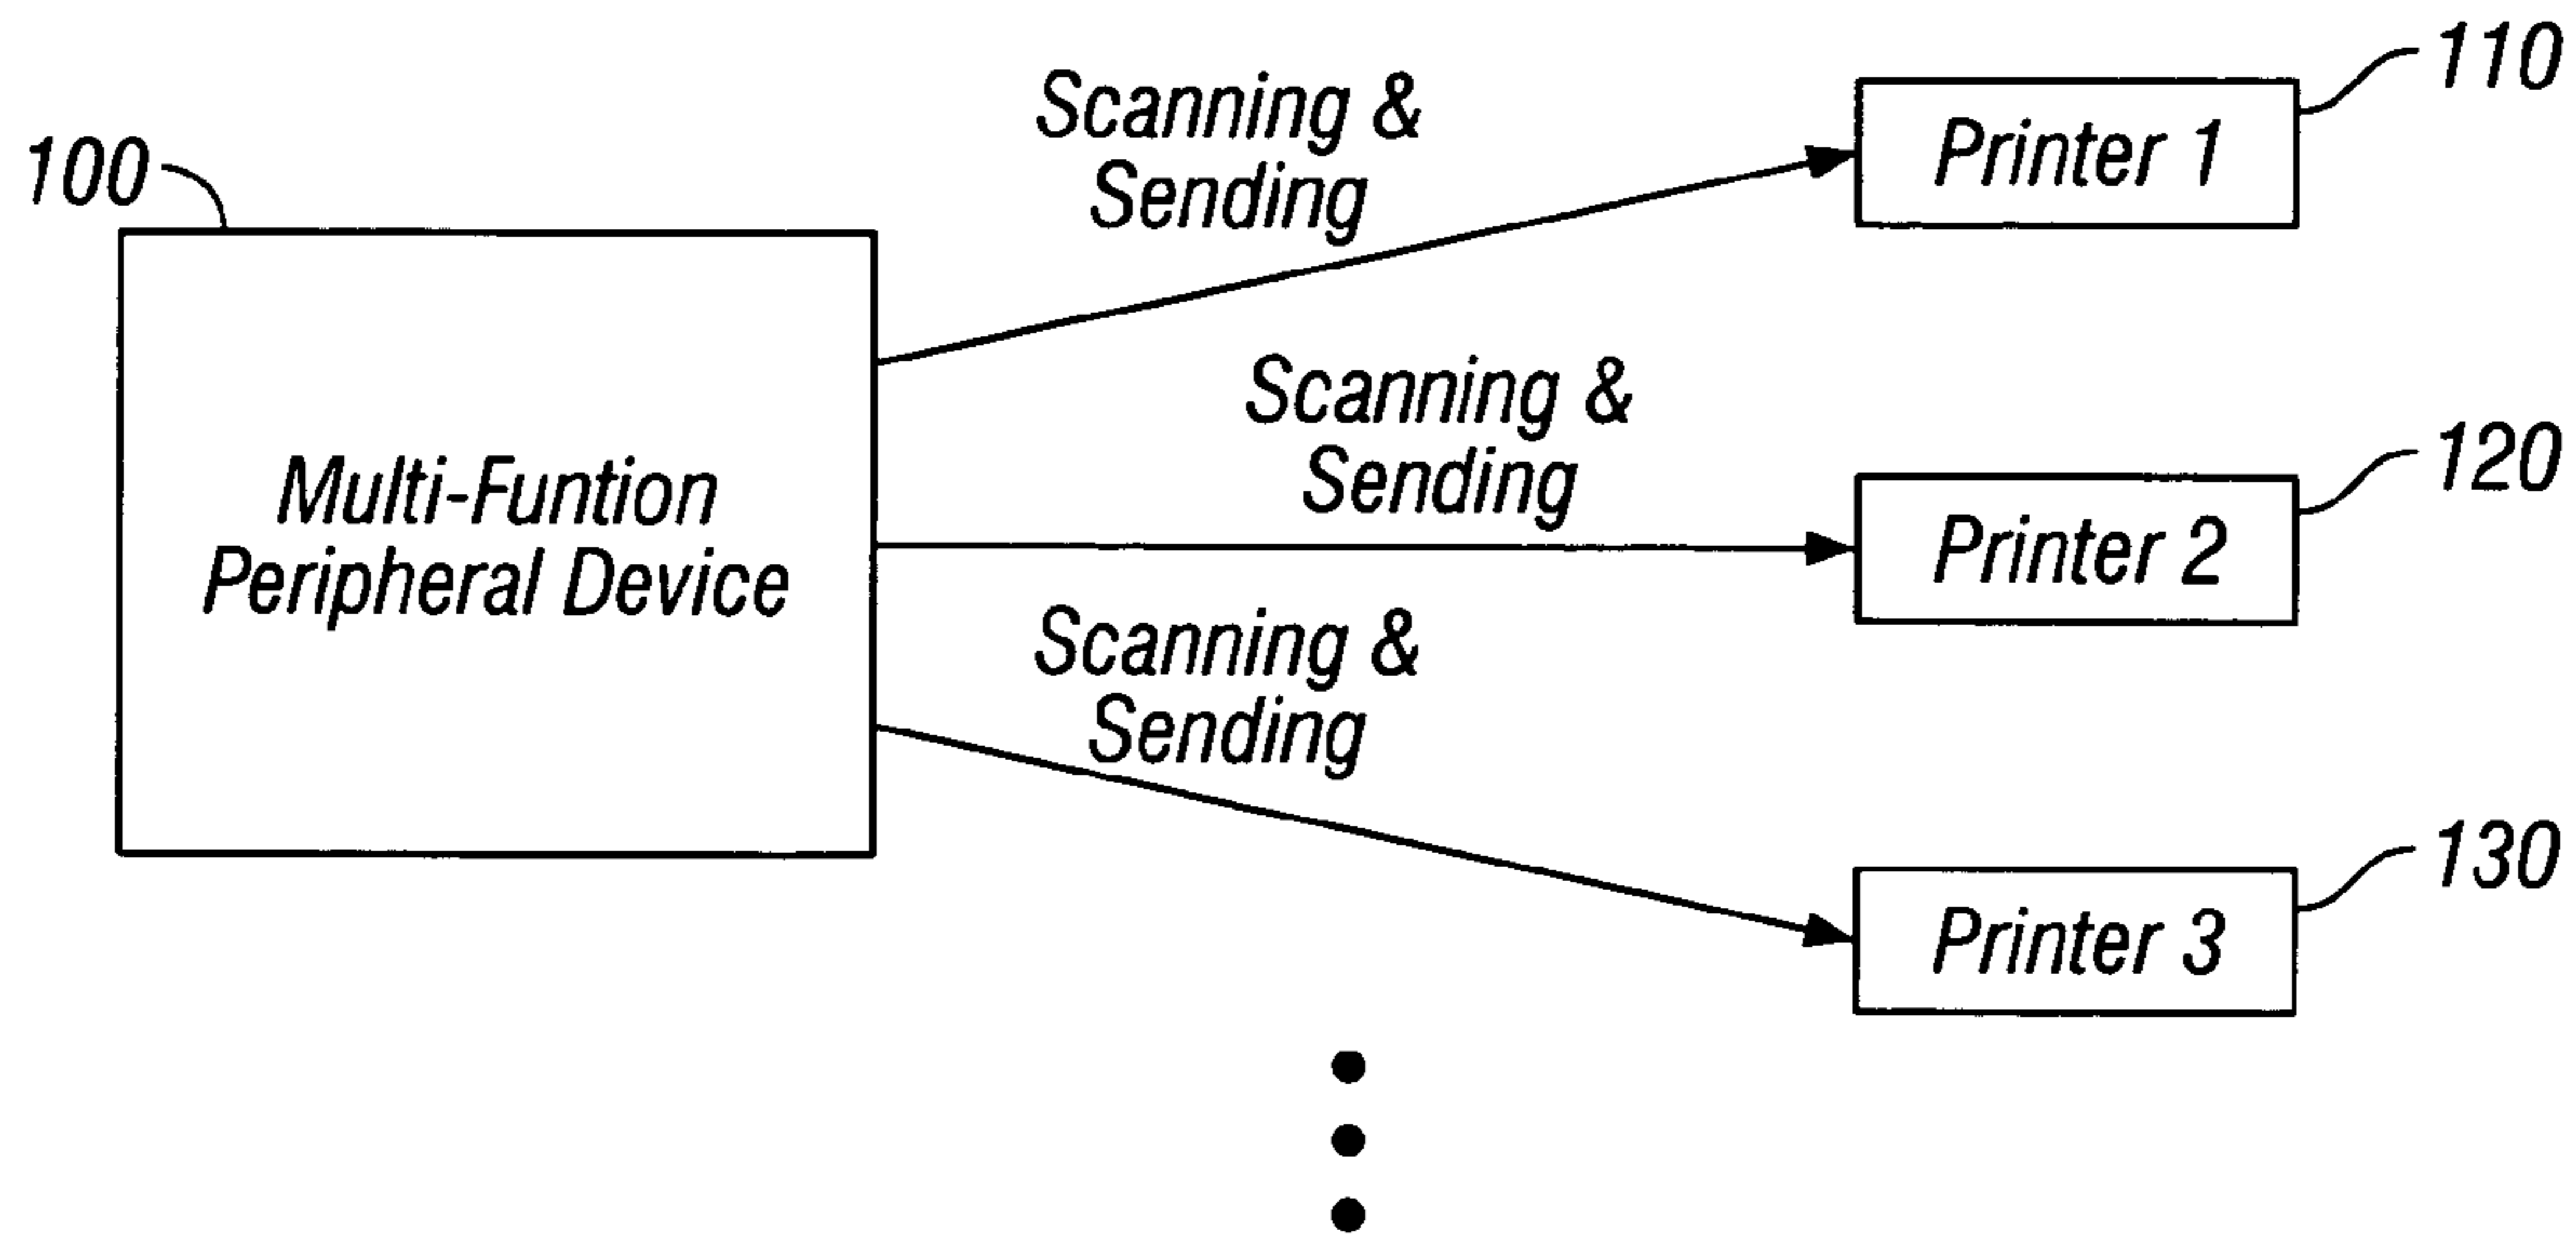 100
Multi-Funtion
Peripheral Device
Scanning &
Sending
Printer 1
110
Scanning &
Sending
Printer 2
120
Scanning &
Sending
Printer 3
130